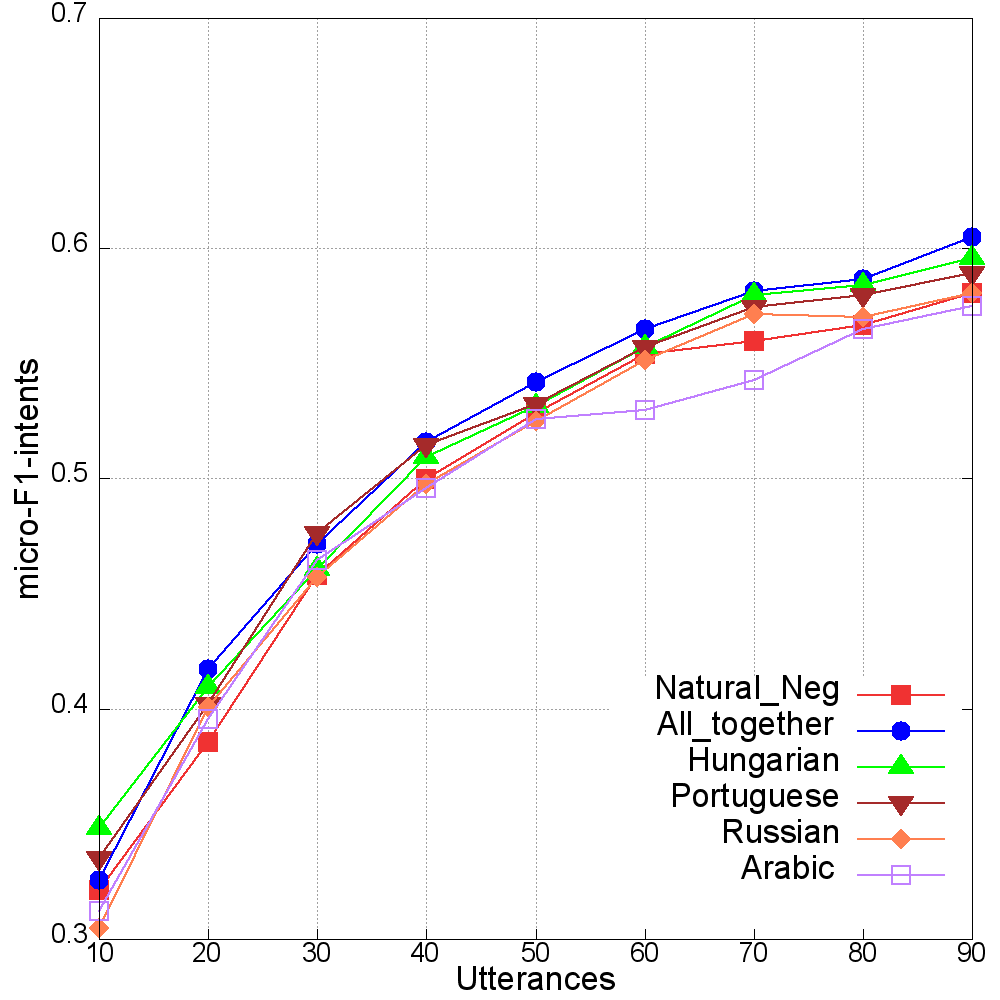 0.7
0.6
0.5
0.4
0.3
micro-F1-intents
Natural_Neg
All_together
Hungarian
Portuguese
Russian
Arabic
10 20 30 40 50 60 70 80 90
Utterances